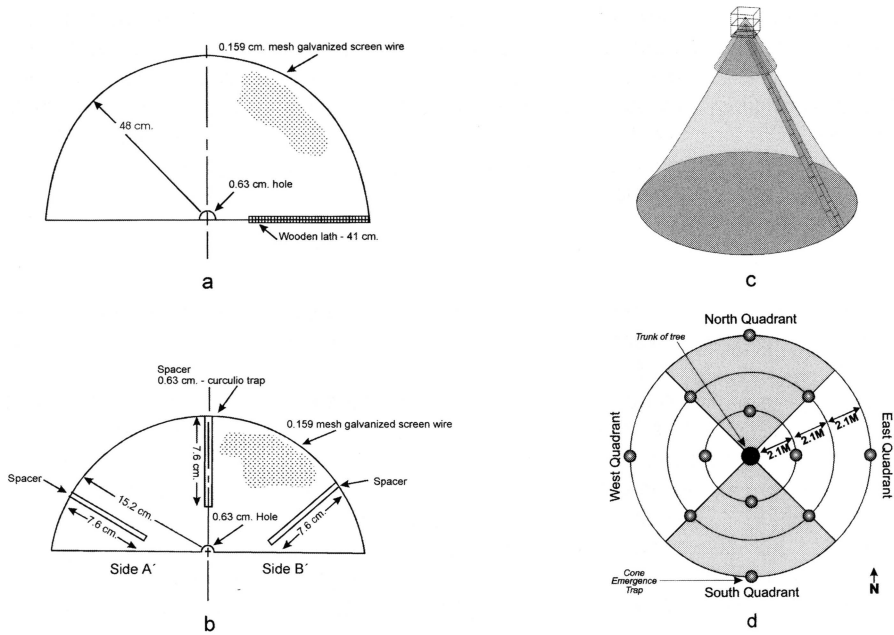 0.159 cm. mesh galvanized screen wire
48 cm.
0.63 cm. hole
Wooden lath - 41 cm.
a
Spacer
0.63 cm. - curculio trap
0.159 mesh galvanized screen wire
7.6 cm.
Spacer
Spacer
15.2 cm.
7.6 cm.
0.63 cm. Hole
7.6 cm.
Side A´
Side B´
b
c
North Quadrant
Trunk of tree
West Quadrant
2.1M
2.1M
2.1M
East Quadrant
Cone
Emergence
Trap
South Quadrant
N
d